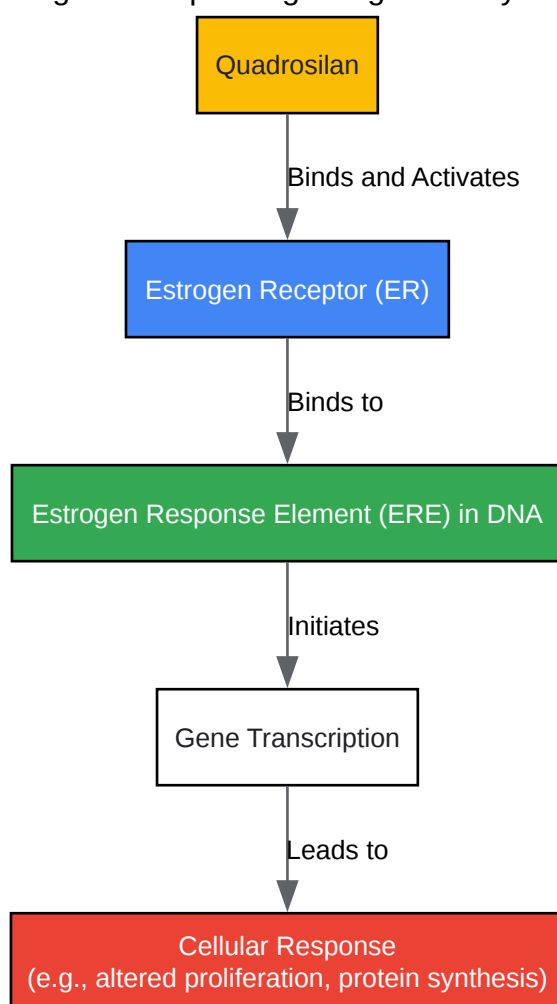 Quadrosilan
Binds and Activates
Estrogen Receptor (ER)
Binds to
Estrogen Response Element (ERE) in DNA
Initiates
Gene Transcription
Leads to
Cellular Response
(e.g., altered proliferation, protein synthesis)